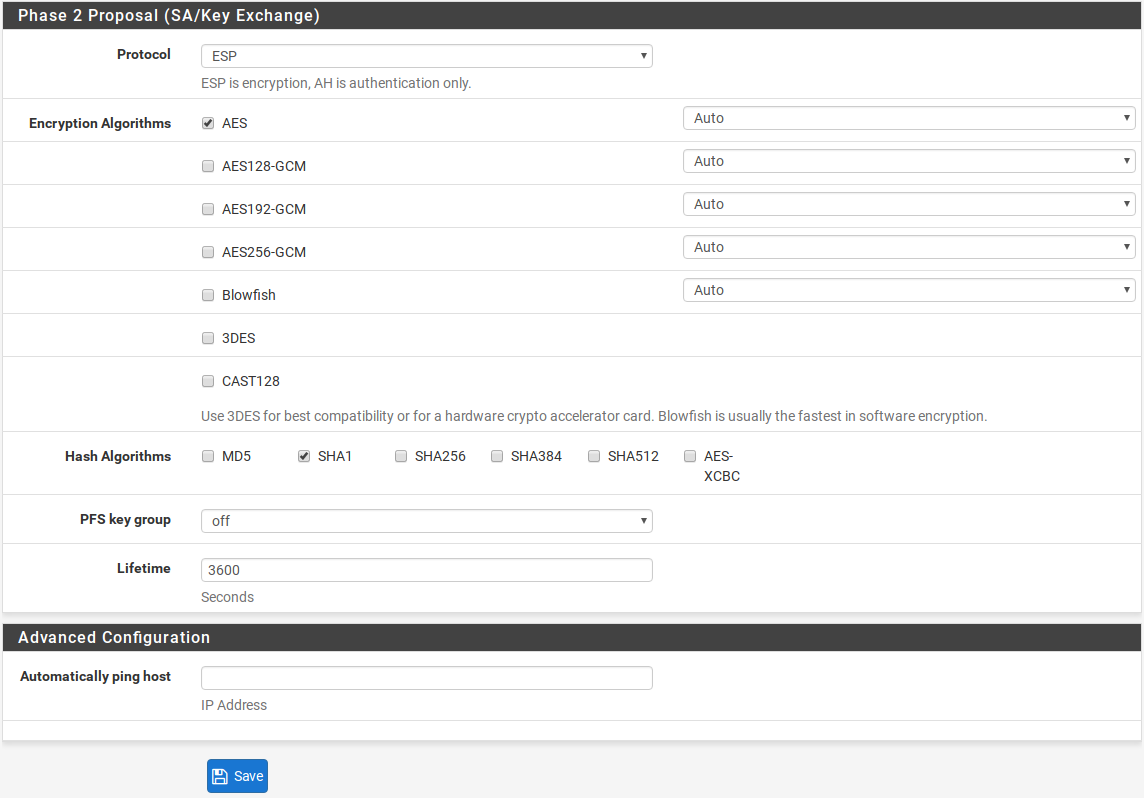 Phase 2 Proposal (SA/Key Exchange)
Protocol
ESP
ESP is encryption, AH is authentication only.
Encryption Algorithms
AES
Auto
AES128-GCM
Auto
AES192-GCM
Auto
AES256-GCM
Auto
Blowfish
Auto
3DES
CAST128
Use 3DES for best compatibility or for a hardware crypto accelerator card. Blowfish is usually the fastest in software encryption.
Hash Algorithms
MD5
SHA1
SHA256
SHA384
SHA512
AES-
XCBC
PFS key group
off
Lifetime
3600
Seconds
Advanced Configuration
Automatically ping host
IP Address
Save